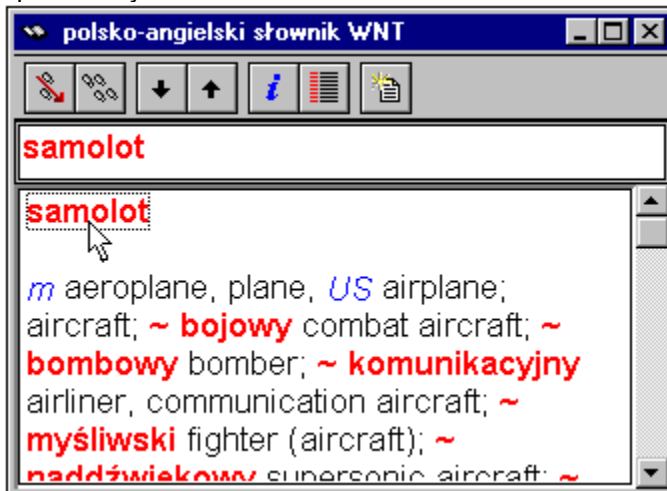 polsko-angielski słownik WNT
samolot
samolot
m aeroplane, plane, US airplane;
aircraft; ~ bojowy combat aircraft; ~
bombowy bomber; ~ komunikacyjny
airliner, communication aircraft; ~
myśliwski fighter (aircraft); ~
naddźwiękowy supersonic aircraft; ~